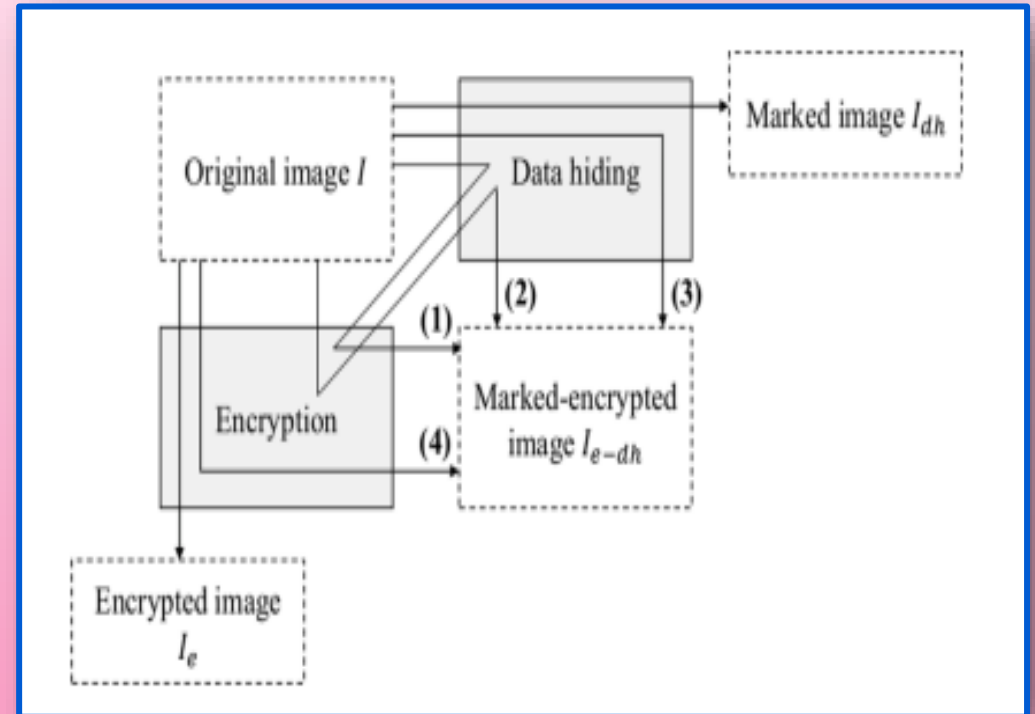 Marked image I_dh
Original image I
Data hiding
(2)
(3)
(1)
Encryption
(4)
Marked-encrypted
image I_e−dh
Encrypted image
I_e